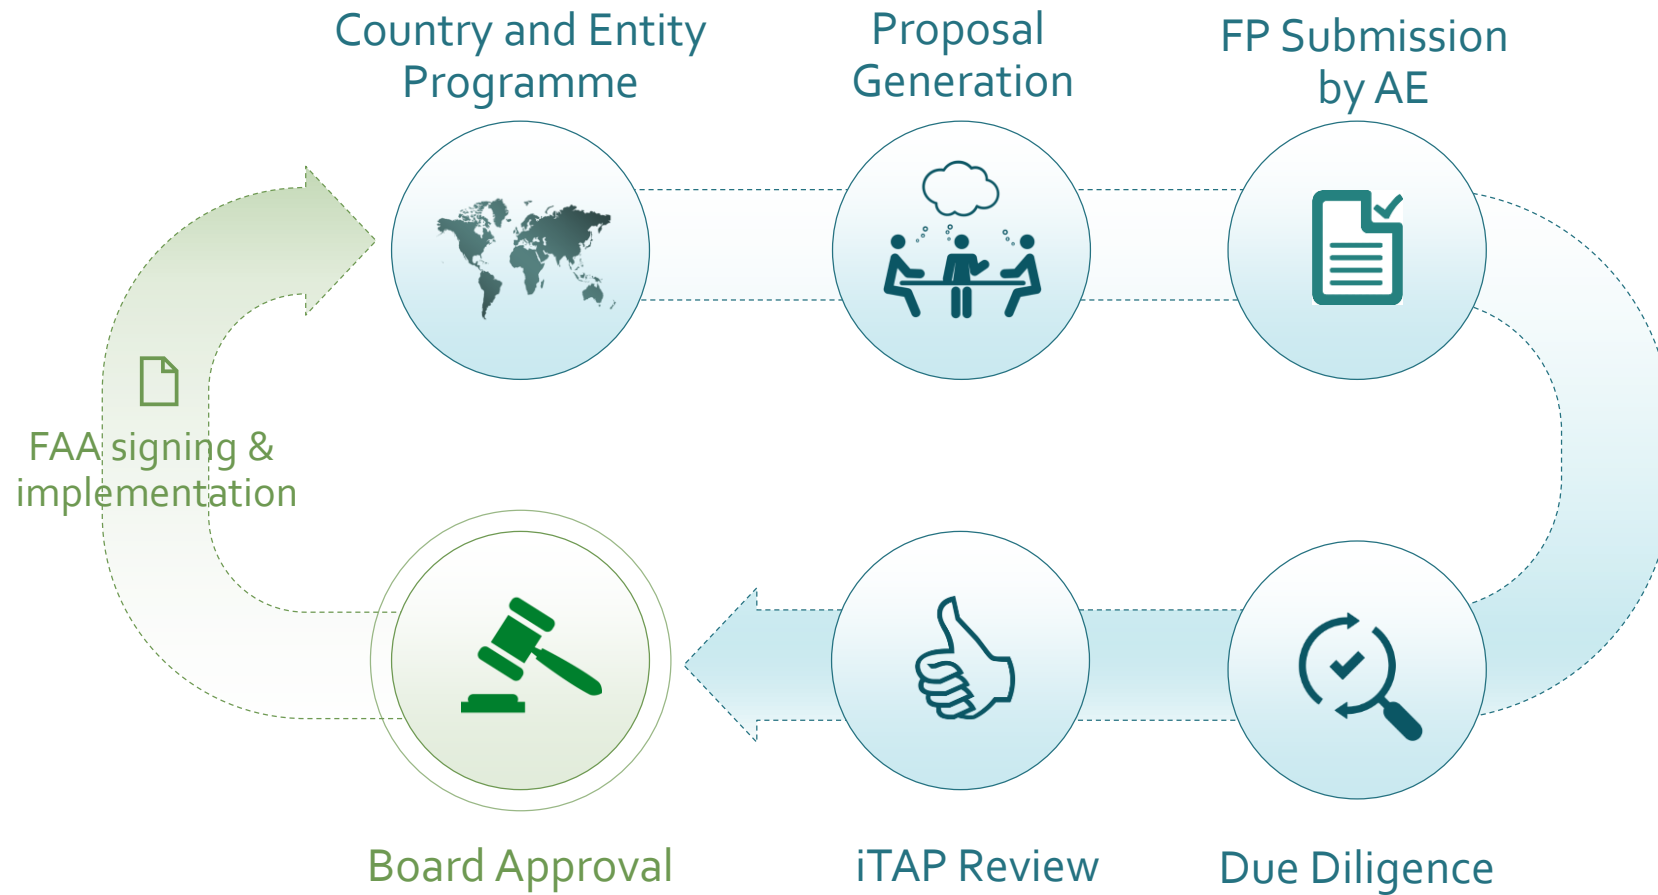 Country and Entity
Programme
Proposal
Generation
FP Submission
by AE
FAA signing &
implementation
Board Approval
iTAP Review
Due Diligence